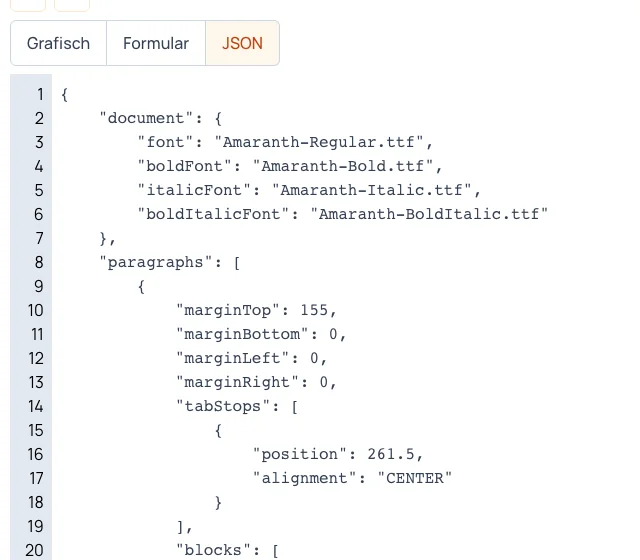 Grafisch Formular JSON
1 {
2 "document": {
3 "font": "Amaranth-Regular.ttf",
4 "boldFont": "Amaranth-Bold.ttf",
5 "italicFont": "Amaranth-Italic.ttf",
6 "boldItalicFont": "Amaranth-BoldItalic.ttf"
7 },
8 "paragraphs": [
9 {
10 "marginTop": 155,
11 "marginBottom": 0,
12 "marginLeft": 0,
13 "marginRight": 0,
14 "tabStops": [
15 {
16 "position": 261.5,
17 "alignment": "CENTER"
18 }
19 ],
20 "blocks": [